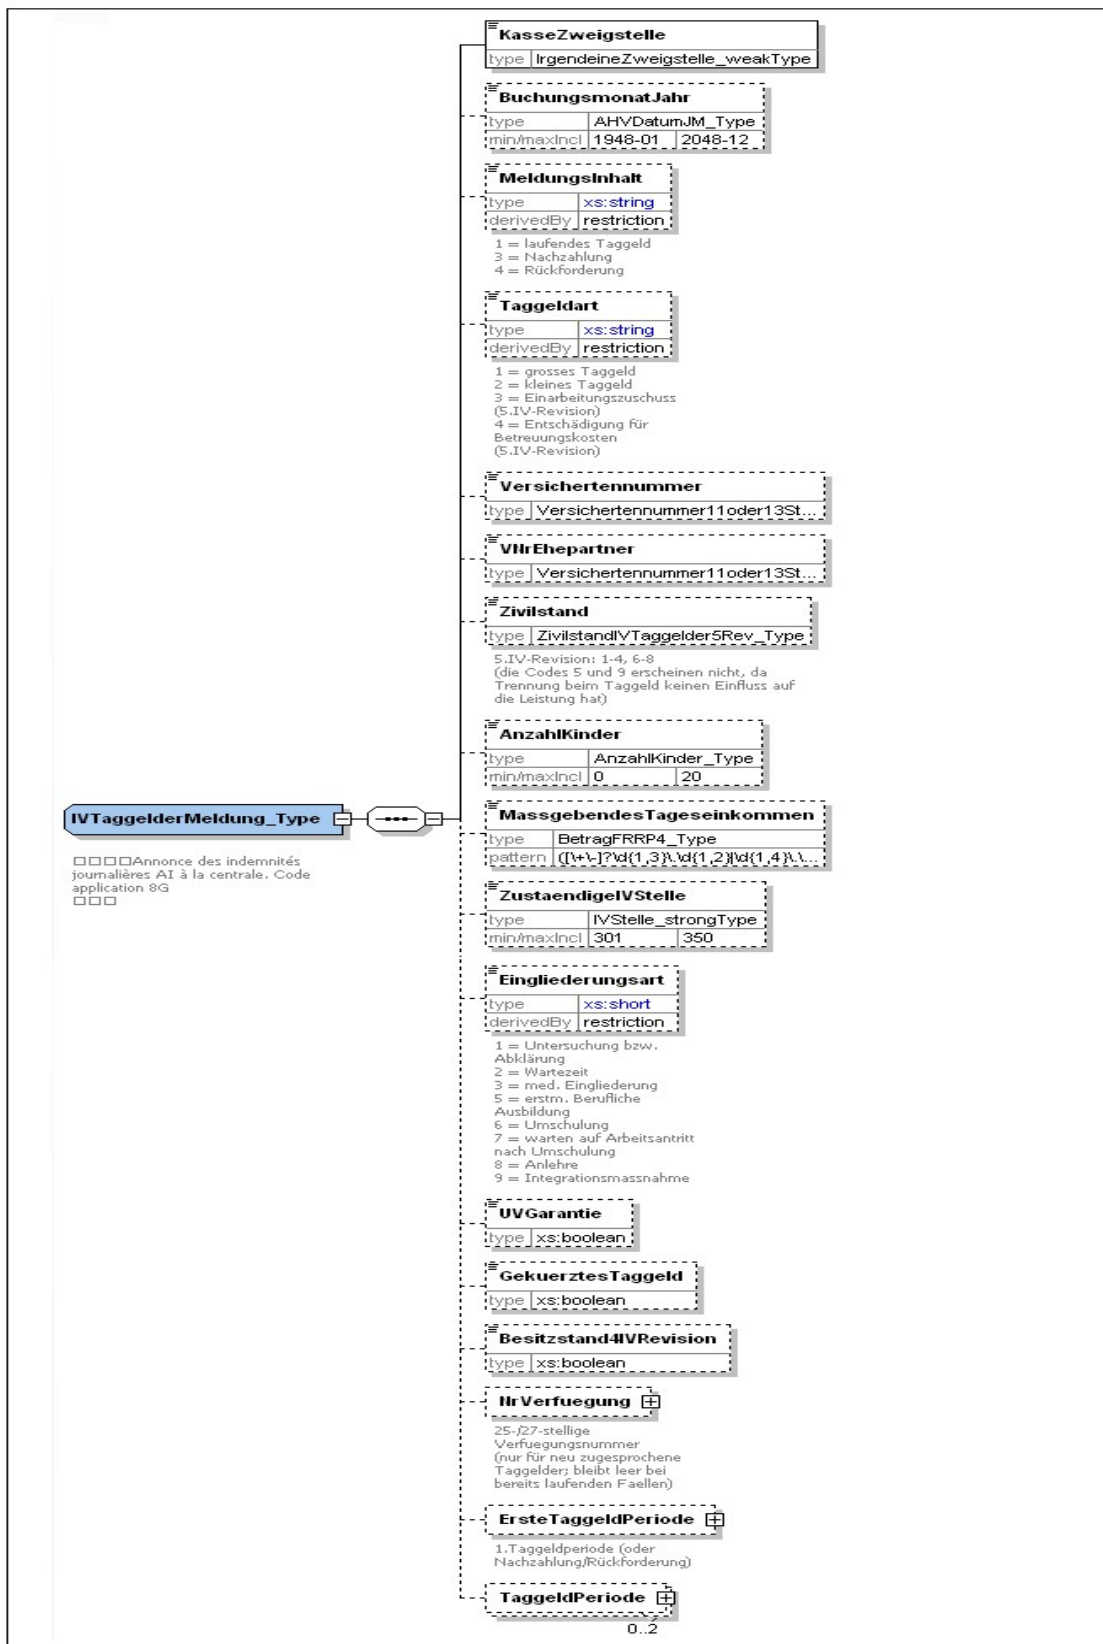 KasseZweigstelle
type IrgendeineZweigstelle_weakType
BuchungsmonatJahr
type AHVDatumJM_Type
min/maxIncl 1948-01 2048-12
MeldungsInhalt
type xs:string
derivedBy restriction
1 = laufendes Taggeld
3 = Nachzahlung
4 = Rückforderung
Taggeldart
type xs:string
derivedBy restriction
1 = grosses Taggeld
2 = kleines Taggeld
3 = Einarbeitungszuschuss
(5.IV-Revision)
4 = Entschädigung für
Betreuungskosten
(5.IV-Revision)
Versichertennummer
type Versichertennummer11oder13St...
VNrEhepartner
type Versichertennummer11oder13St...
Zivilstand
type ZivilstandIVTaggelder5Rev_Type
5.IV-Revision: 1-4, 6-8
(die Codes 5 und 9 erscheinen nicht, da
Trennung beim Taggeld keinen Einfluss auf
die Leistung hat)
AnzahlKinder
type AnzahlKinder_Type
min/maxIncl 0 20
IVTaggelderMeldung_Type
Annonce des indemnités
journalières AI à la centrale. Code
application 8G
MassgebendesTageseinkommen
type BetragFRRP4_Type
pattern ([\+\-]?\d{1,3}\.\d{1,2}|\d{1,4}\.\...
ZustaendigeIVStelle
type IVStelle_strongType
min/maxIncl 301 350
Eingliederungsart
type xs:short
derivedBy restriction
1 = Untersuchung bzw.
Abklärung
2 = Wartezeit
3 = med. Eingliederung
5 = erstm. Berufliche
Ausbildung
6 = Umschulung
7 = warten auf Arbeitsantritt
nach Umschulung
8 = Anlehre
9 = Integrationsmassnahme
UVGarantie
type xs:boolean
GekuerztesTaggeld
type xs:boolean
Besitzstand4IVRevision
type xs:boolean
NrVerfuegung
25-/27-stellige
Verfuegungsnummer
(nur für neu zugesprochene
Taggelder; bleibt leer bei
bereits laufenden Faellen)
ErsteTaggeldPeriode
1.Taggeldperiode (oder
Nachzahlung/Rückforderung)
TaggeldPeriode
0..2